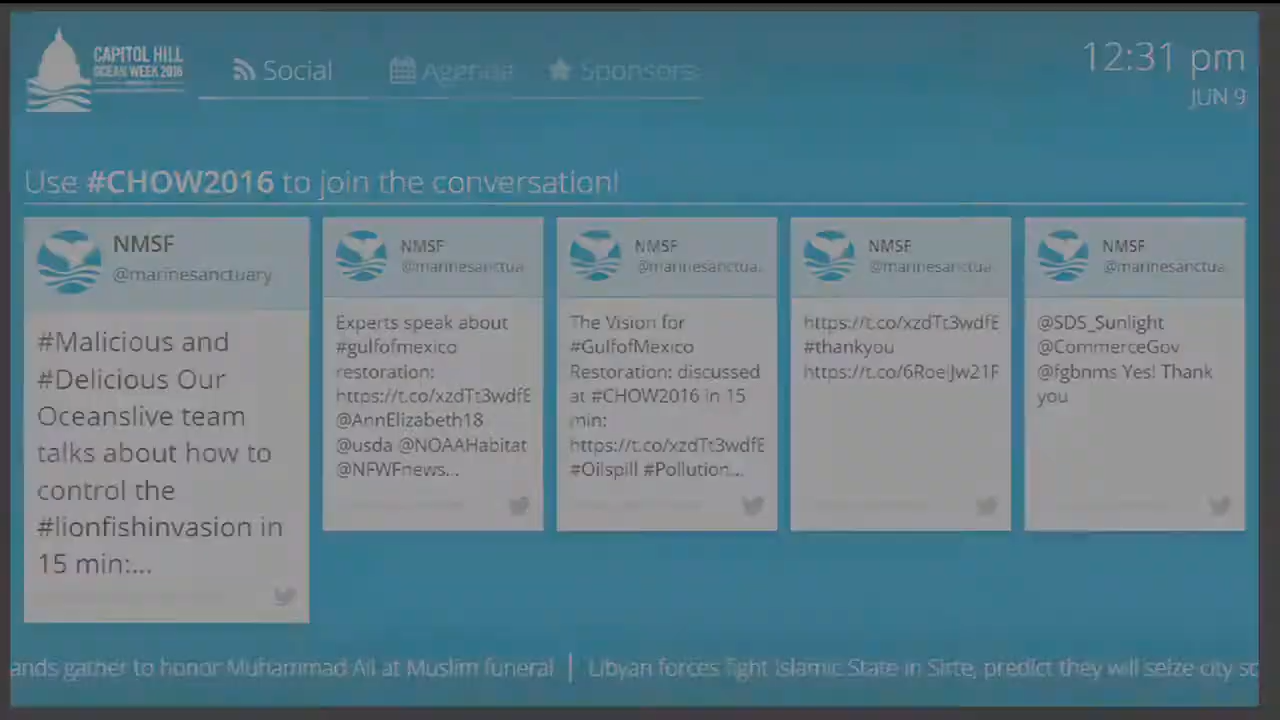 CAPITOL HILL
OCEAN WEEK 2016
Social
Agenda
Sponsors
12:31 pm
JUN 9
Use #CHOW2016 to join the conversation!
NMSF
@marinesanctuary
#Malicious and
#Delicious Our
Oceanslive team
talks about how to
control the
#lionfishinvasion in
15 min:...
NMSF
@marinesanctua
Experts speak about
#gulfofmexico
restoration:
https://t.co/xzdTt3wdfE
@AnnElizabeth18
@usda @NOAAHabitat
@NFWFnews...
NMSF
@marinesanctua
The Vision for
#GulfofMexico
Restoration: discussed
at #CHOW2016 in 15
min:
https://t.co/xzdTt3wdfE
#Oilspill #Pollution...
NMSF
@marinesanctua
https://t.co/xzdTt3wdfE
#thankyou
https://t.co/6RoeiJw21F
NMSF
@marinesanctua
@SDS_Sunlight
@CommerceGov
@fgbnms Yes! Thank
you
ands gather to honor Muhammad Ali at Muslim funeral | Libyan forces fight Islamic State in Sirte, predict they will seize city sc